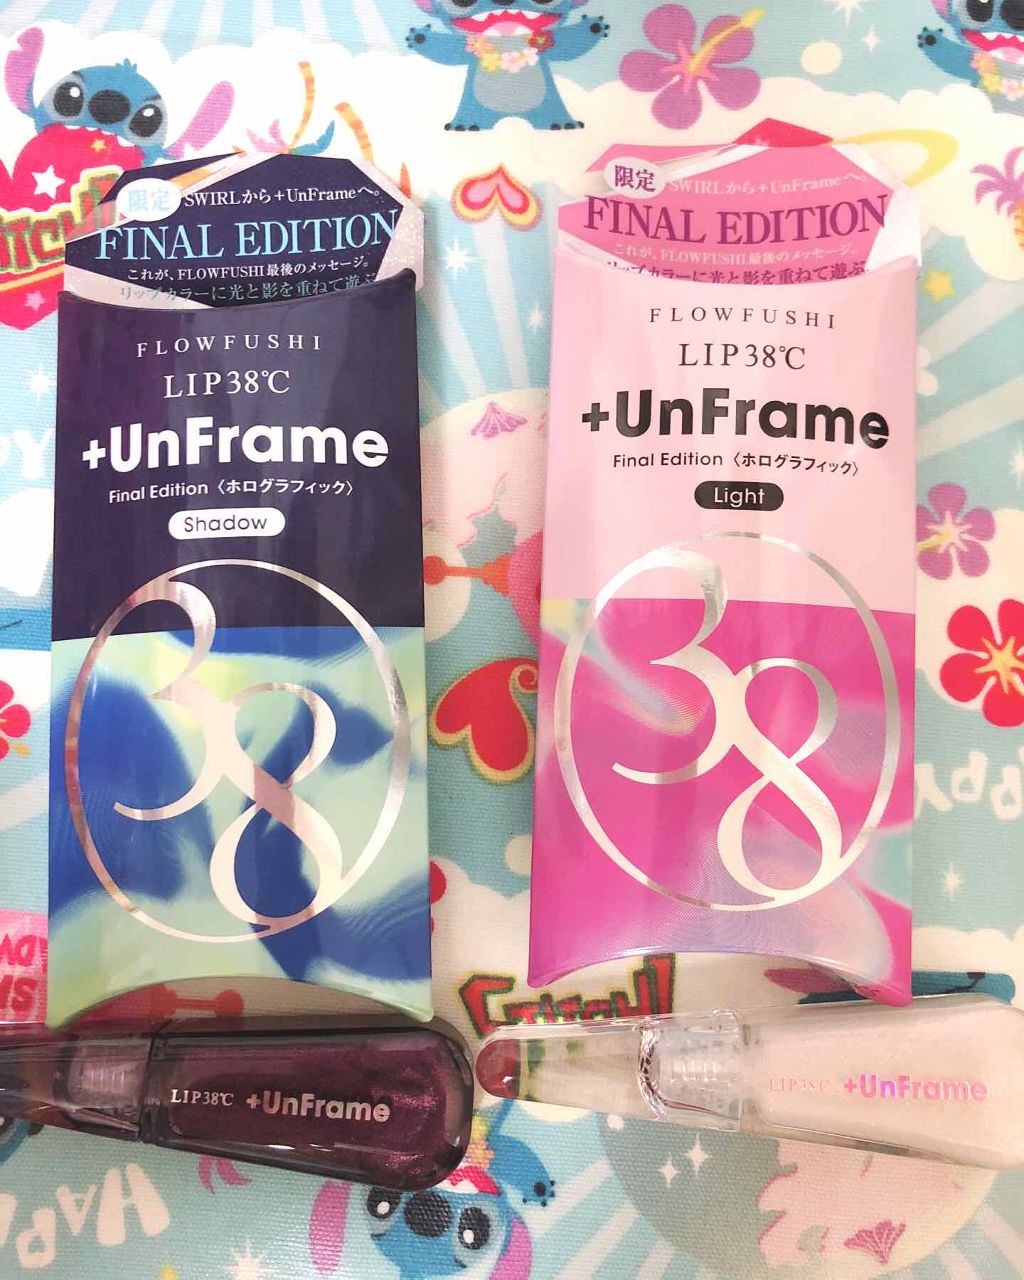 限定
SWIRLから+UnFrameへ。
FINAL EDITION
これが、FLOWFUSHI最後のメッセージ。
リップカラーに光と影を重ねて遊ぶ
FLOWFUSHI
LIP38℃
+UnFrame
Final Edition〈ホログラフィック〉
Shadow
38
LIP38℃ +UnFrame
限定
SWIRLから+UnFrameへ。
FINAL EDITION
これが、FLOWFUSHI最後のメッセージ。
リップカラーに光と影を重ねて遊ぶ
FLOWFUSHI
LIP38℃
+UnFrame
Final Edition〈ホログラフィック〉
Light
38
LIP38℃ +UnFrame